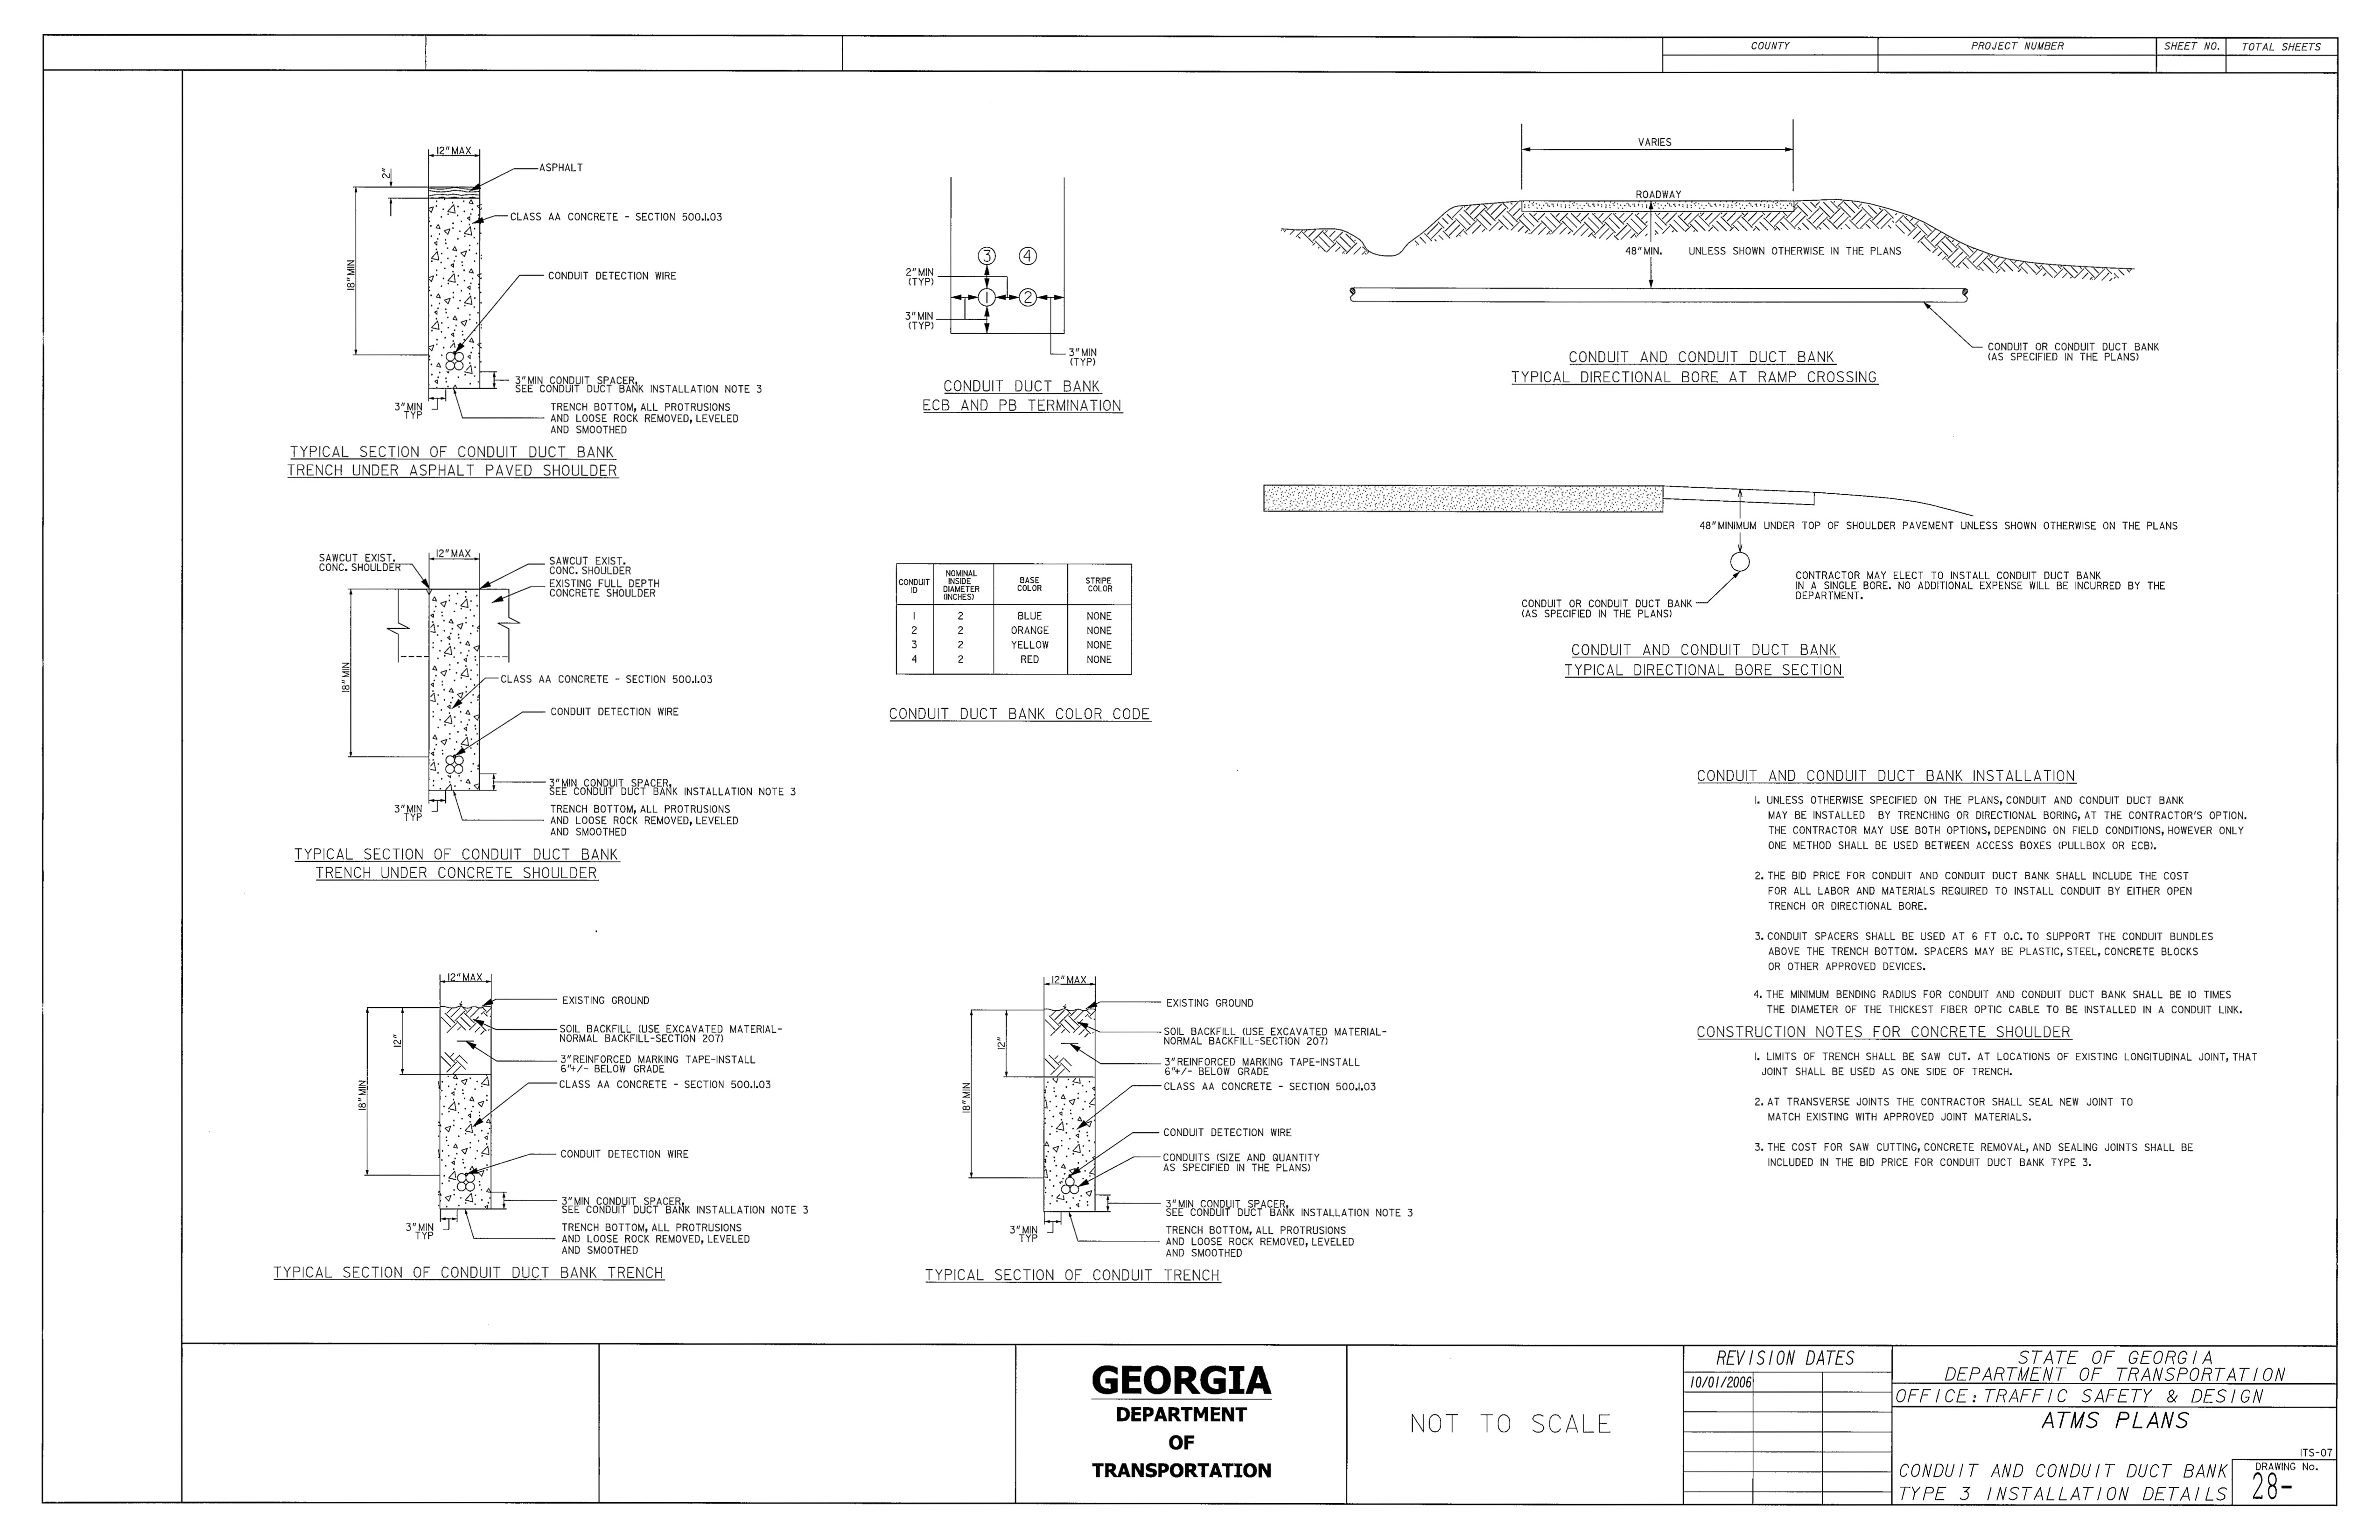 COUNTY
PROJECT NUMBER
SHEET NO.
TOTAL SHEETS
12" MAX
2"
ASPHALT
CLASS AA CONCRETE - SECTION 500.1.03
18" MIN
CONDUIT DETECTION WIRE
3" MIN CONDUIT SPACER,
SEE CONDUIT DUCT BANK INSTALLATION NOTE 3
3" MIN
TYP
TRENCH BOTTOM, ALL PROTRUSIONS
AND LOOSE ROCK REMOVED, LEVELED
AND SMOOTHED
TYPICAL SECTION OF CONDUIT DUCT BANK
TRENCH UNDER ASPHALT PAVED SHOULDER
3
4
2" MIN
(TYP)
1
2
3" MIN
(TYP)
3" MIN
(TYP)
CONDUIT DUCT BANK
ECB AND PB TERMINATION
VARIES
ROADWAY
48" MIN. UNLESS SHOWN OTHERWISE IN THE PLANS
CONDUIT OR CONDUIT DUCT BANK
(AS SPECIFIED IN THE PLANS)
CONDUIT AND CONDUIT DUCT BANK
TYPICAL DIRECTIONAL BORE AT RAMP CROSSING
48" MINIMUM UNDER TOP OF SHOULDER PAVEMENT UNLESS SHOWN OTHERWISE ON THE PLANS
CONTRACTOR MAY ELECT TO INSTALL CONDUIT DUCT BANK
IN A SINGLE BORE. NO ADDITIONAL EXPENSE WILL BE INCURRED BY THE
DEPARTMENT.
CONDUIT OR CONDUIT DUCT BANK
(AS SPECIFIED IN THE PLANS)
CONDUIT AND CONDUIT DUCT BANK
TYPICAL DIRECTIONAL BORE SECTION
SAWCUT EXIST.
CONC. SHOULDER
12" MAX
SAWCUT EXIST.
CONC. SHOULDER
EXISTING FULL DEPTH
CONCRETE SHOULDER
18" MIN
CLASS AA CONCRETE - SECTION 500.1.03
CONDUIT DETECTION WIRE
3" MIN CONDUIT SPACER,
SEE CONDUIT DUCT BANK INSTALLATION NOTE 3
3" MIN
TYP
TRENCH BOTTOM, ALL PROTRUSIONS
AND LOOSE ROCK REMOVED, LEVELED
AND SMOOTHED
TYPICAL SECTION OF CONDUIT DUCT BANK
TRENCH UNDER CONCRETE SHOULDER
CONDUIT ID NOMINAL INSIDE DIAMETER (INCHES) BASE COLOR STRIPE COLOR
1 2 BLUE NONE
2 2 ORANGE NONE
3 2 YELLOW NONE
4 2 RED NONE
CONDUIT DUCT BANK COLOR CODE
CONDUIT AND CONDUIT DUCT BANK INSTALLATION
1. UNLESS OTHERWISE SPECIFIED ON THE PLANS, CONDUIT AND CONDUIT DUCT BANK
MAY BE INSTALLED BY TRENCHING OR DIRECTIONAL BORING, AT THE CONTRACTOR'S OPTION.
THE CONTRACTOR MAY USE BOTH OPTIONS, DEPENDING ON FIELD CONDITIONS, HOWEVER ONLY
ONE METHOD SHALL BE USED BETWEEN ACCESS BOXES (PULLBOX OR ECB).
2. THE BID PRICE FOR CONDUIT AND CONDUIT DUCT BANK SHALL INCLUDE THE COST
FOR ALL LABOR AND MATERIALS REQUIRED TO INSTALL CONDUIT BY EITHER OPEN
TRENCH OR DIRECTIONAL BORE.
3. CONDUIT SPACERS SHALL BE USED AT 6 FT O.C. TO SUPPORT THE CONDUIT BUNDLES
ABOVE THE TRENCH BOTTOM. SPACERS MAY BE PLASTIC, STEEL, CONCRETE BLOCKS
OR OTHER APPROVED DEVICES.
4. THE MINIMUM BENDING RADIUS FOR CONDUIT AND CONDUIT DUCT BANK SHALL BE 10 TIMES
THE DIAMETER OF THE THICKEST FIBER OPTIC CABLE TO BE INSTALLED IN A CONDUIT LINK.
CONSTRUCTION NOTES FOR CONCRETE SHOULDER
1. LIMITS OF TRENCH SHALL BE SAW CUT. AT LOCATIONS OF EXISTING LONGITUDINAL JOINT, THAT
JOINT SHALL BE USED AS ONE SIDE OF TRENCH.
2. AT TRANSVERSE JOINTS THE CONTRACTOR SHALL SEAL NEW JOINT TO
MATCH EXISTING WITH APPROVED JOINT MATERIALS.
3. THE COST FOR SAW CUTTING, CONCRETE REMOVAL, AND SEALING JOINTS SHALL BE
INCLUDED IN THE BID PRICE FOR CONDUIT DUCT BANK TYPE 3.
12" MAX
EXISTING GROUND
SOIL BACKFILL (USE EXCAVATED MATERIAL-
NORMAL BACKFILL-SECTION 207)
12"
3" REINFORCED MARKING TAPE-INSTALL
6"+/- BELOW GRADE
CLASS AA CONCRETE - SECTION 500.1.03
18" MIN
CONDUIT DETECTION WIRE
3" MIN CONDUIT SPACER,
SEE CONDUIT DUCT BANK INSTALLATION NOTE 3
3" MIN
TYP
TRENCH BOTTOM, ALL PROTRUSIONS
AND LOOSE ROCK REMOVED, LEVELED
AND SMOOTHED
TYPICAL SECTION OF CONDUIT DUCT BANK TRENCH
12" MAX
EXISTING GROUND
SOIL BACKFILL (USE EXCAVATED MATERIAL-
NORMAL BACKFILL-SECTION 207)
12"
3" REINFORCED MARKING TAPE-INSTALL
6"+/- BELOW GRADE
CLASS AA CONCRETE - SECTION 500.1.03
18" MIN
CONDUIT DETECTION WIRE
CONDUITS (SIZE AND QUANTITY
AS SPECIFIED IN THE PLANS)
3" MIN CONDUIT SPACER,
SEE CONDUIT DUCT BANK INSTALLATION NOTE 3
3" MIN
TYP
TRENCH BOTTOM, ALL PROTRUSIONS
AND LOOSE ROCK REMOVED, LEVELED
AND SMOOTHED
TYPICAL SECTION OF CONDUIT TRENCH
GEORGIA
DEPARTMENT
OF
TRANSPORTATION
NOT TO SCALE
REVISION DATES
10/01/2006
STATE OF GEORGIA
DEPARTMENT OF TRANSPORTATION
OFFICE: TRAFFIC SAFETY & DESIGN
ATMS PLANS
ITS-07
CONDUIT AND CONDUIT DUCT BANK
TYPE 3 INSTALLATION DETAILS
DRAWING No.
28-